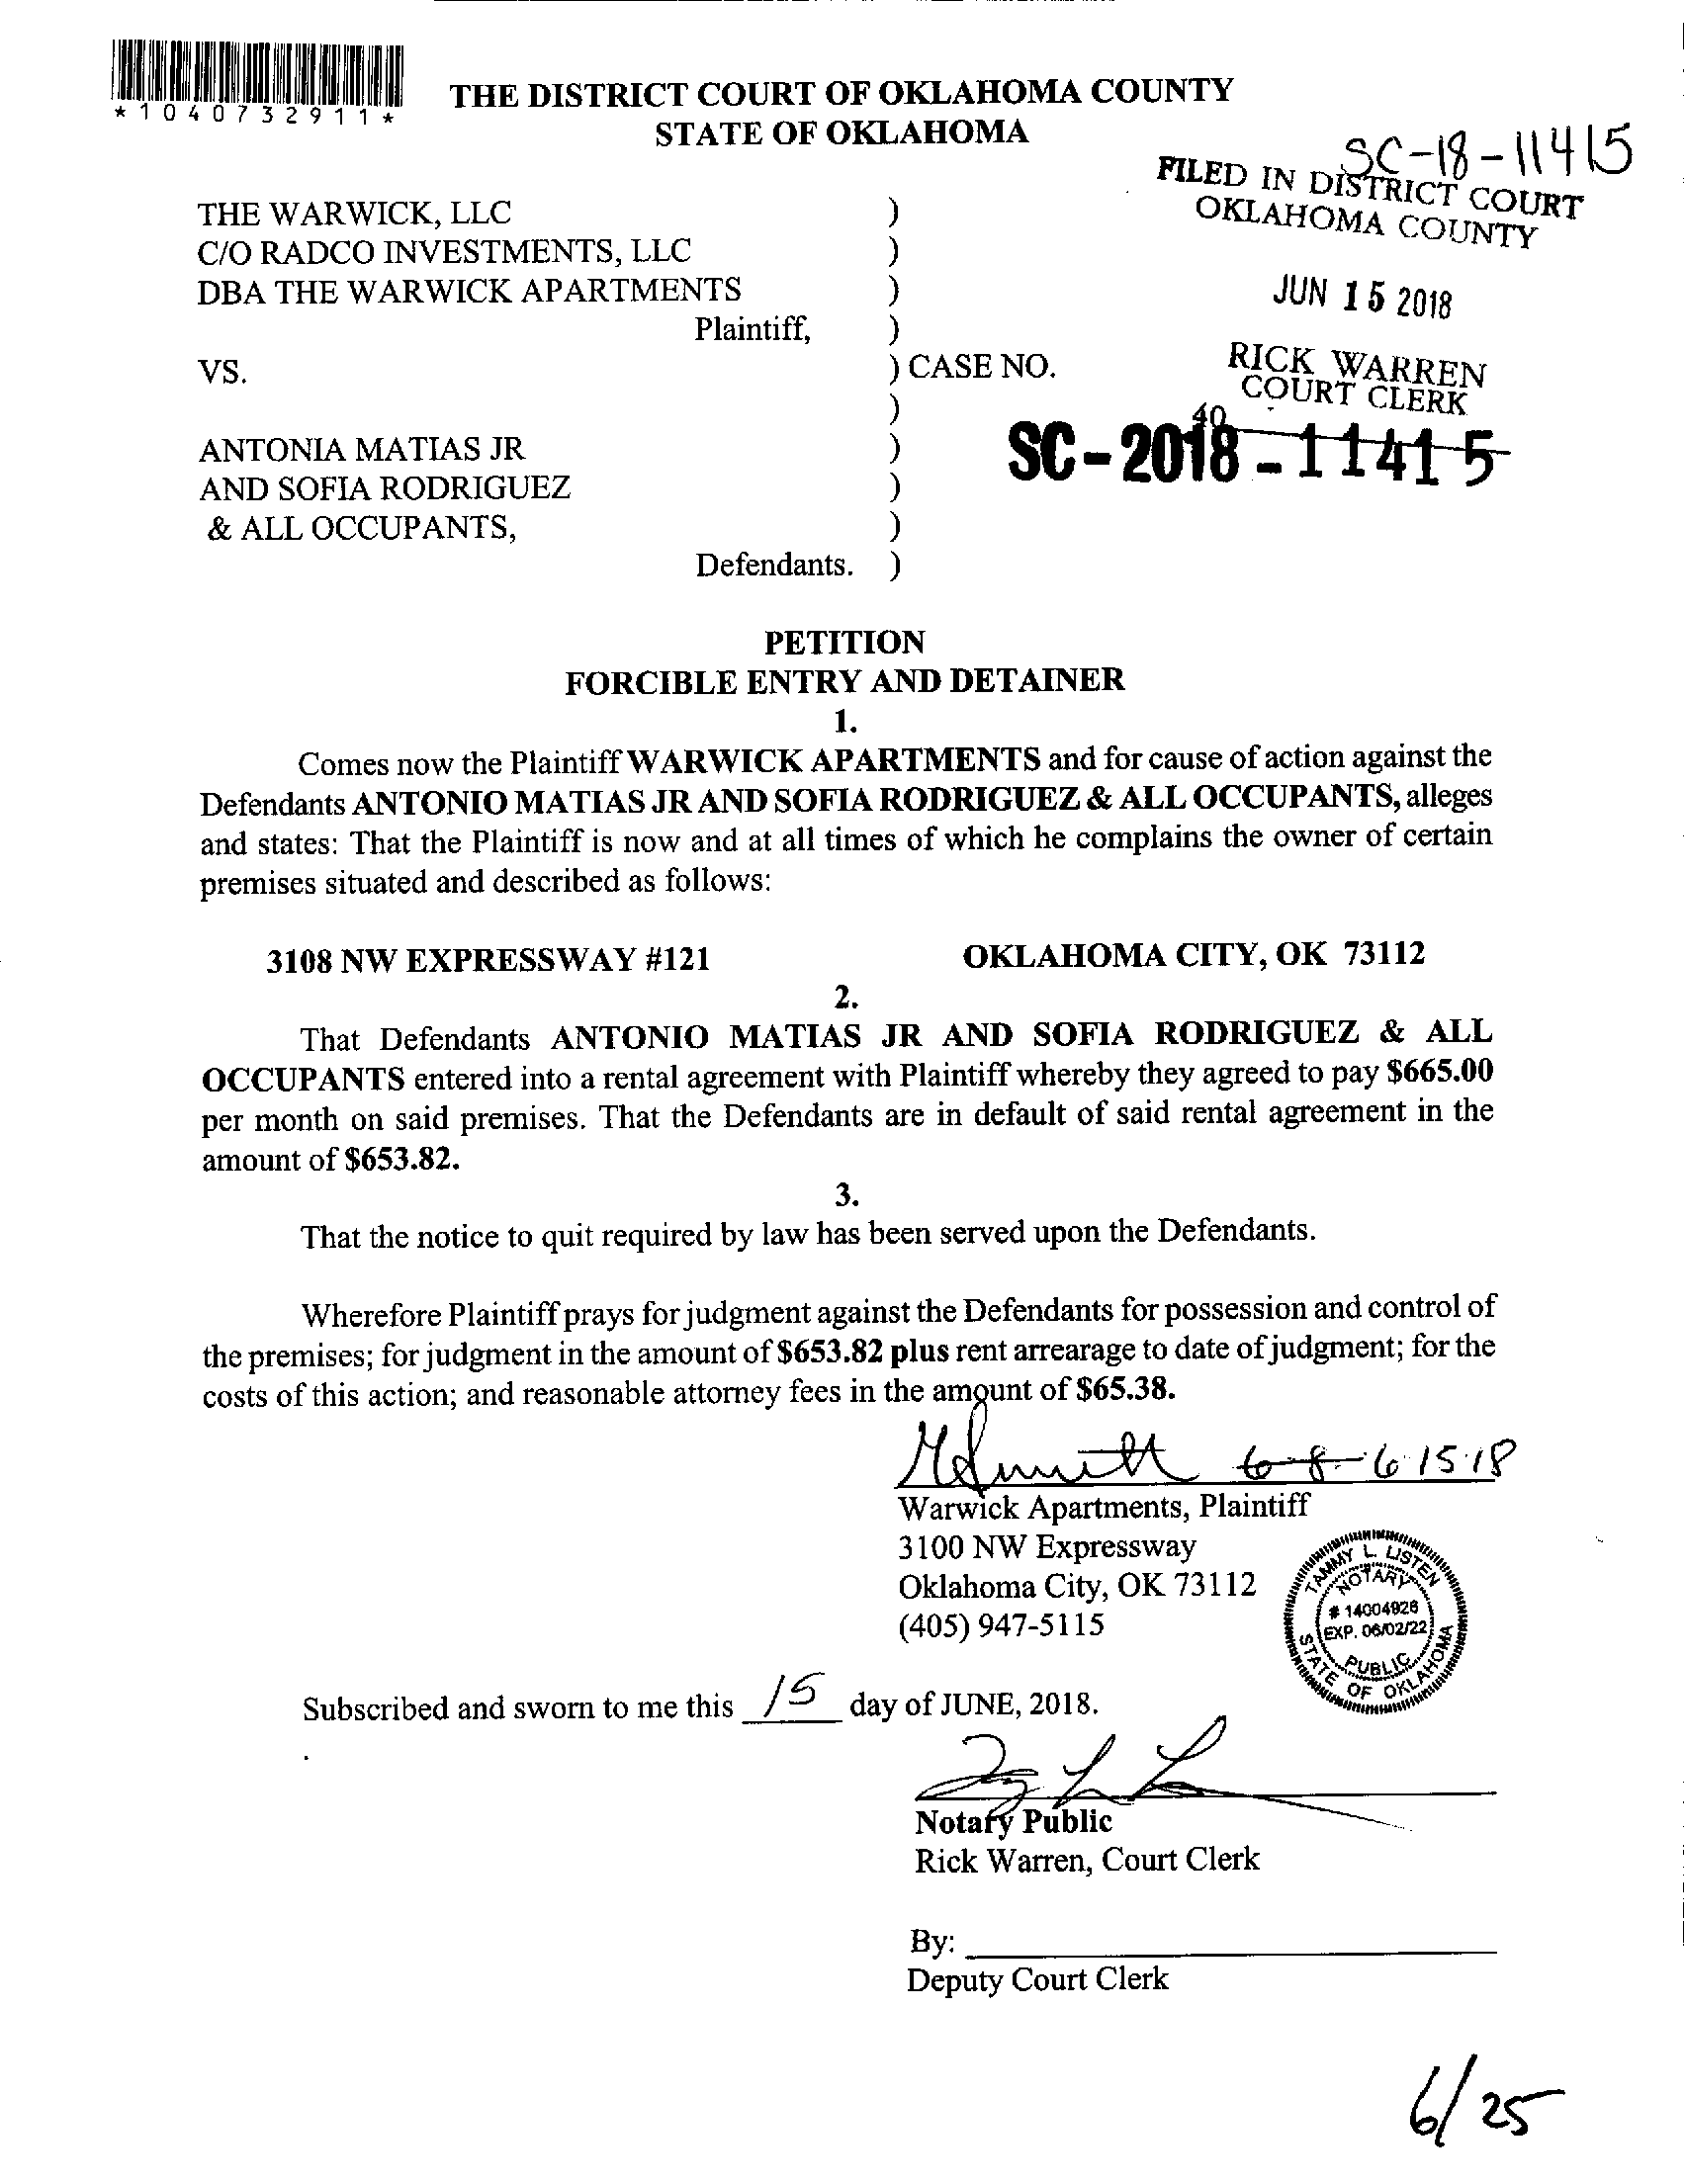 *1040732911*
THE DISTRICT COURT OF OKLAHOMA COUNTY
STATE OF OKLAHOMA
SC-18-11415
FILED IN DISTRICT COURT
OKLAHOMA COUNTY
JUN 15 2018
RICK WARREN
COURT CLERK
40
SC-2018-11415
THE WARWICK, LLC )
C/O RADCO INVESTMENTS, LLC )
DBA THE WARWICK APARTMENTS )
Plaintiff, )
VS. ) CASE NO.
)
ANTONIA MATIAS JR )
AND SOFIA RODRIGUEZ )
& ALL OCCUPANTS, )
Defendants. )
PETITION
FORCIBLE ENTRY AND DETAINER
1.
Comes now the Plaintiff WARWICK APARTMENTS and for cause of action against the
Defendants ANTONIO MATIAS JR AND SOFIA RODRIGUEZ & ALL OCCUPANTS, alleges
and states: That the Plaintiff is now and at all times of which he complains the owner of certain
premises situated and described as follows:
3108 NW EXPRESSWAY #121 OKLAHOMA CITY, OK 73112
2.
That Defendants ANTONIO MATIAS JR AND SOFIA RODRIGUEZ & ALL
OCCUPANTS entered into a rental agreement with Plaintiff whereby they agreed to pay $665.00
per month on said premises. That the Defendants are in default of said rental agreement in the
amount of $653.82.
3.
That the notice to quit required by law has been served upon the Defendants.
Wherefore Plaintiff prays for judgment against the Defendants for possession and control of
the premises; for judgment in the amount of $653.82 plus rent arrearage to date of judgment; for the
costs of this action; and reasonable attorney fees in the amount of $65.38.
6-8- 6 15 18
Warwick Apartments, Plaintiff
3100 NW Expressway
Oklahoma City, OK 73112
(405) 947-5115
TAMMY L. LISTEN
NOTARY
# 14004926
EXP. 06/02/22
PUBLIC
STATE OF OKLAHOMA
Subscribed and sworn to me this 15 day of JUNE, 2018.
Notary Public
Rick Warren, Court Clerk
By:
Deputy Court Clerk
6/25